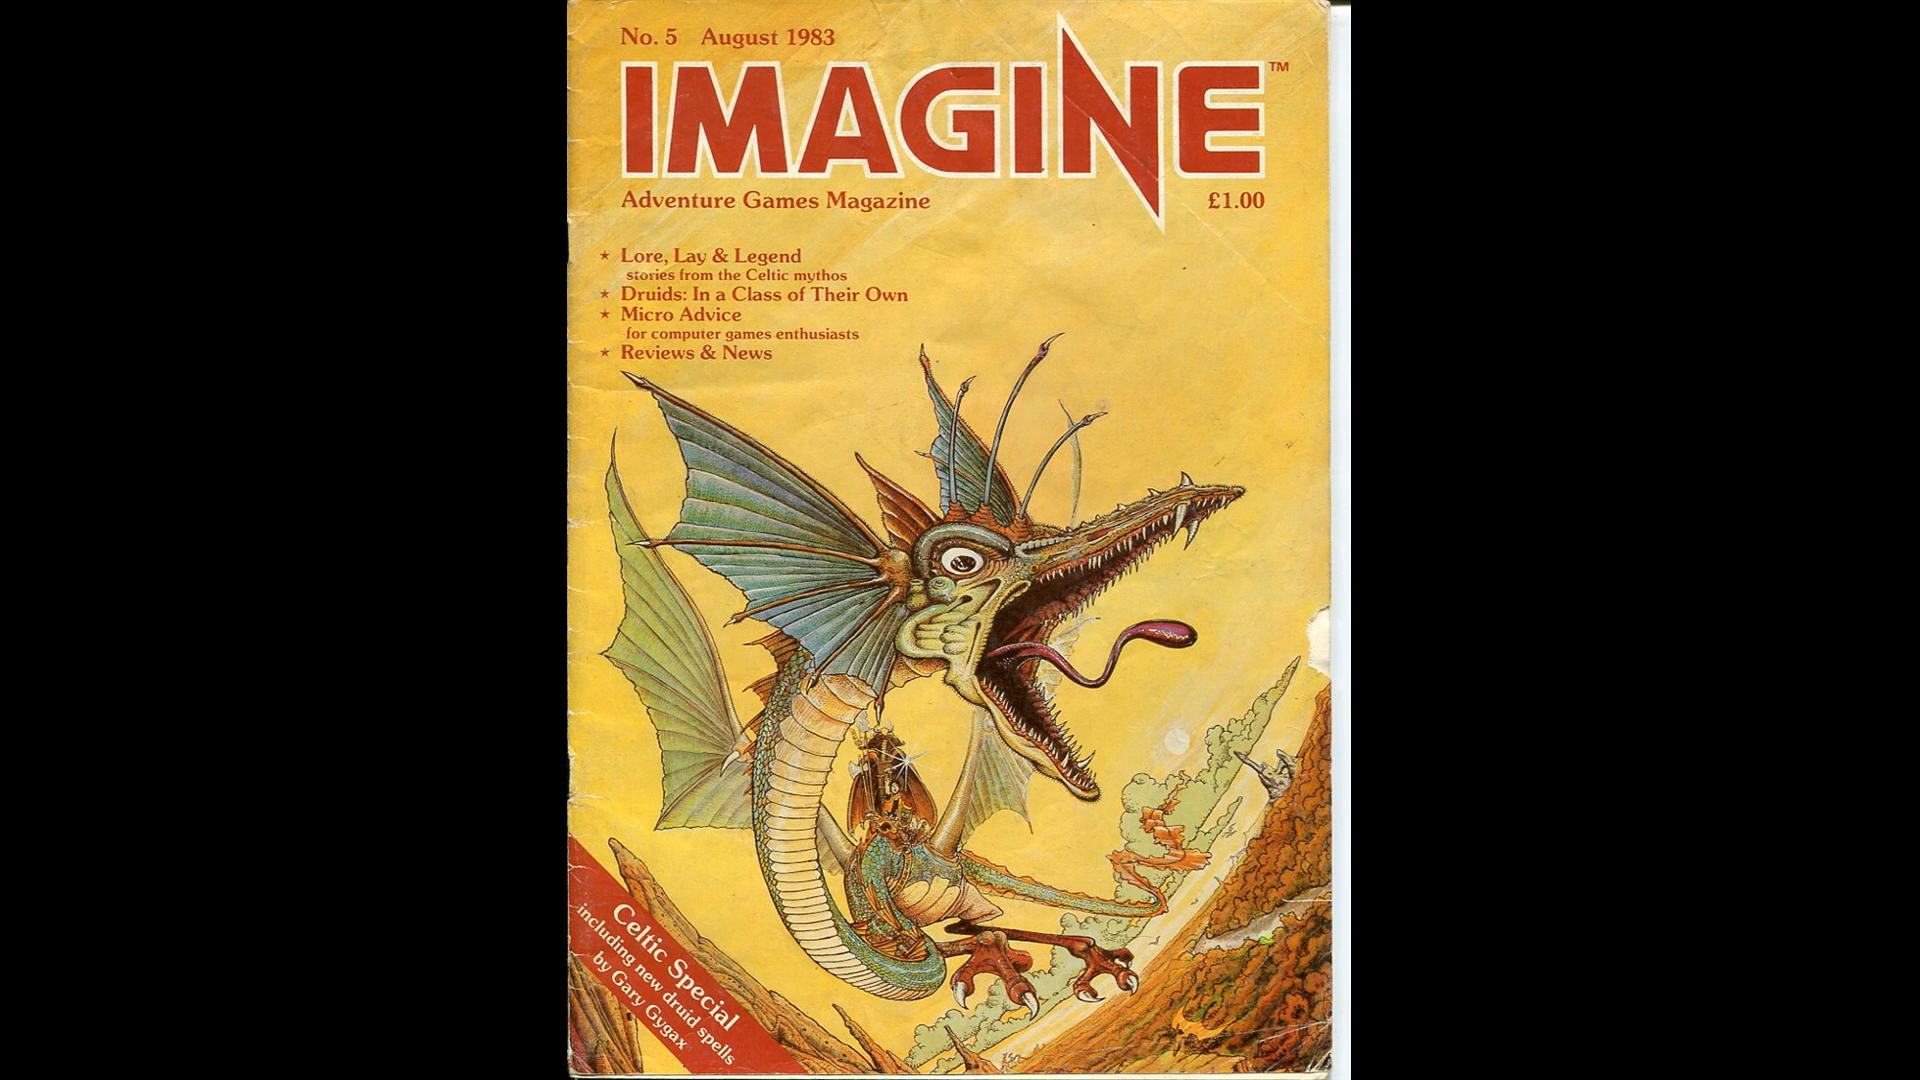 No. 5 August 1983
IMAGINE™
Adventure Games Magazine
£1.00
★ Lore, Lay & Legend
stories from the Celtic mythos
★ Druids: In a Class of Their Own
★ Micro Advice
for computer games enthusiasts
★ Reviews & News
Celtic Special
including new druid spells
by Gary Gygax